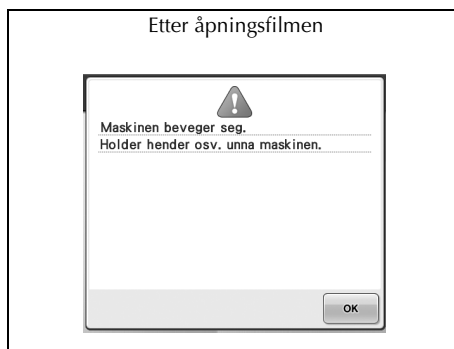 Etter åpningsfilmen
Maskinen beveger seg.
Holder hender osv. unna maskinen.
OK